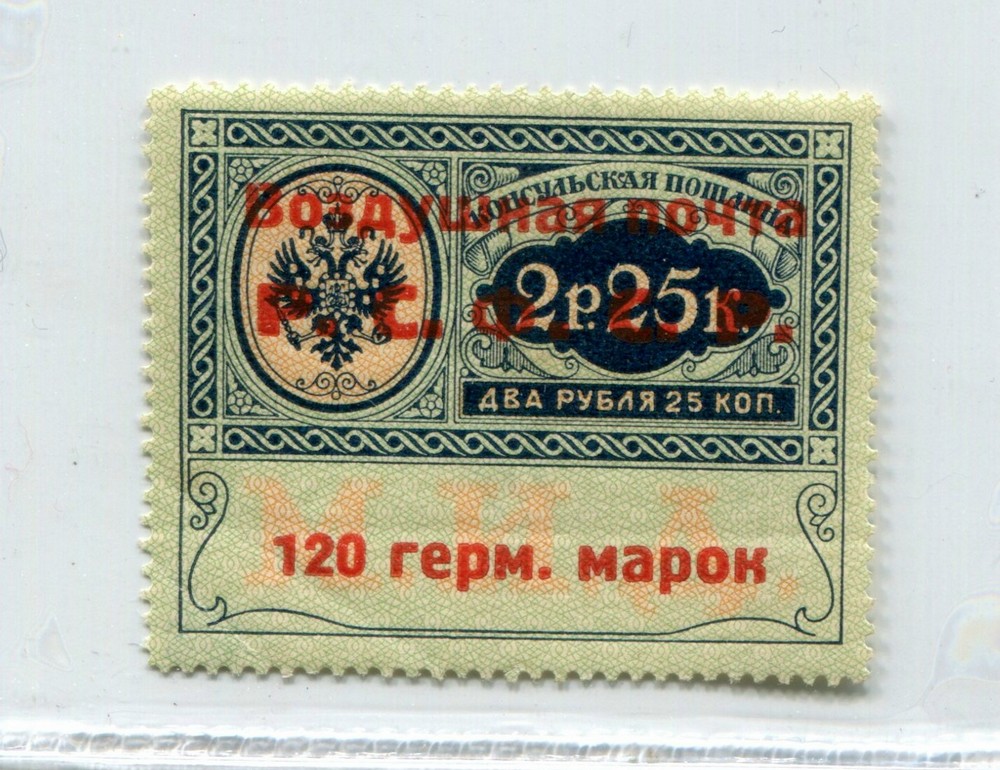 Воздушная почта
КОНСУЛЬСКАЯ ПОШЛИНА
Р. С. Ф. С. Р.
2р.25к.
ДВА РУБЛЯ 25 КОП.
М.И.Д.
120 герм. марок